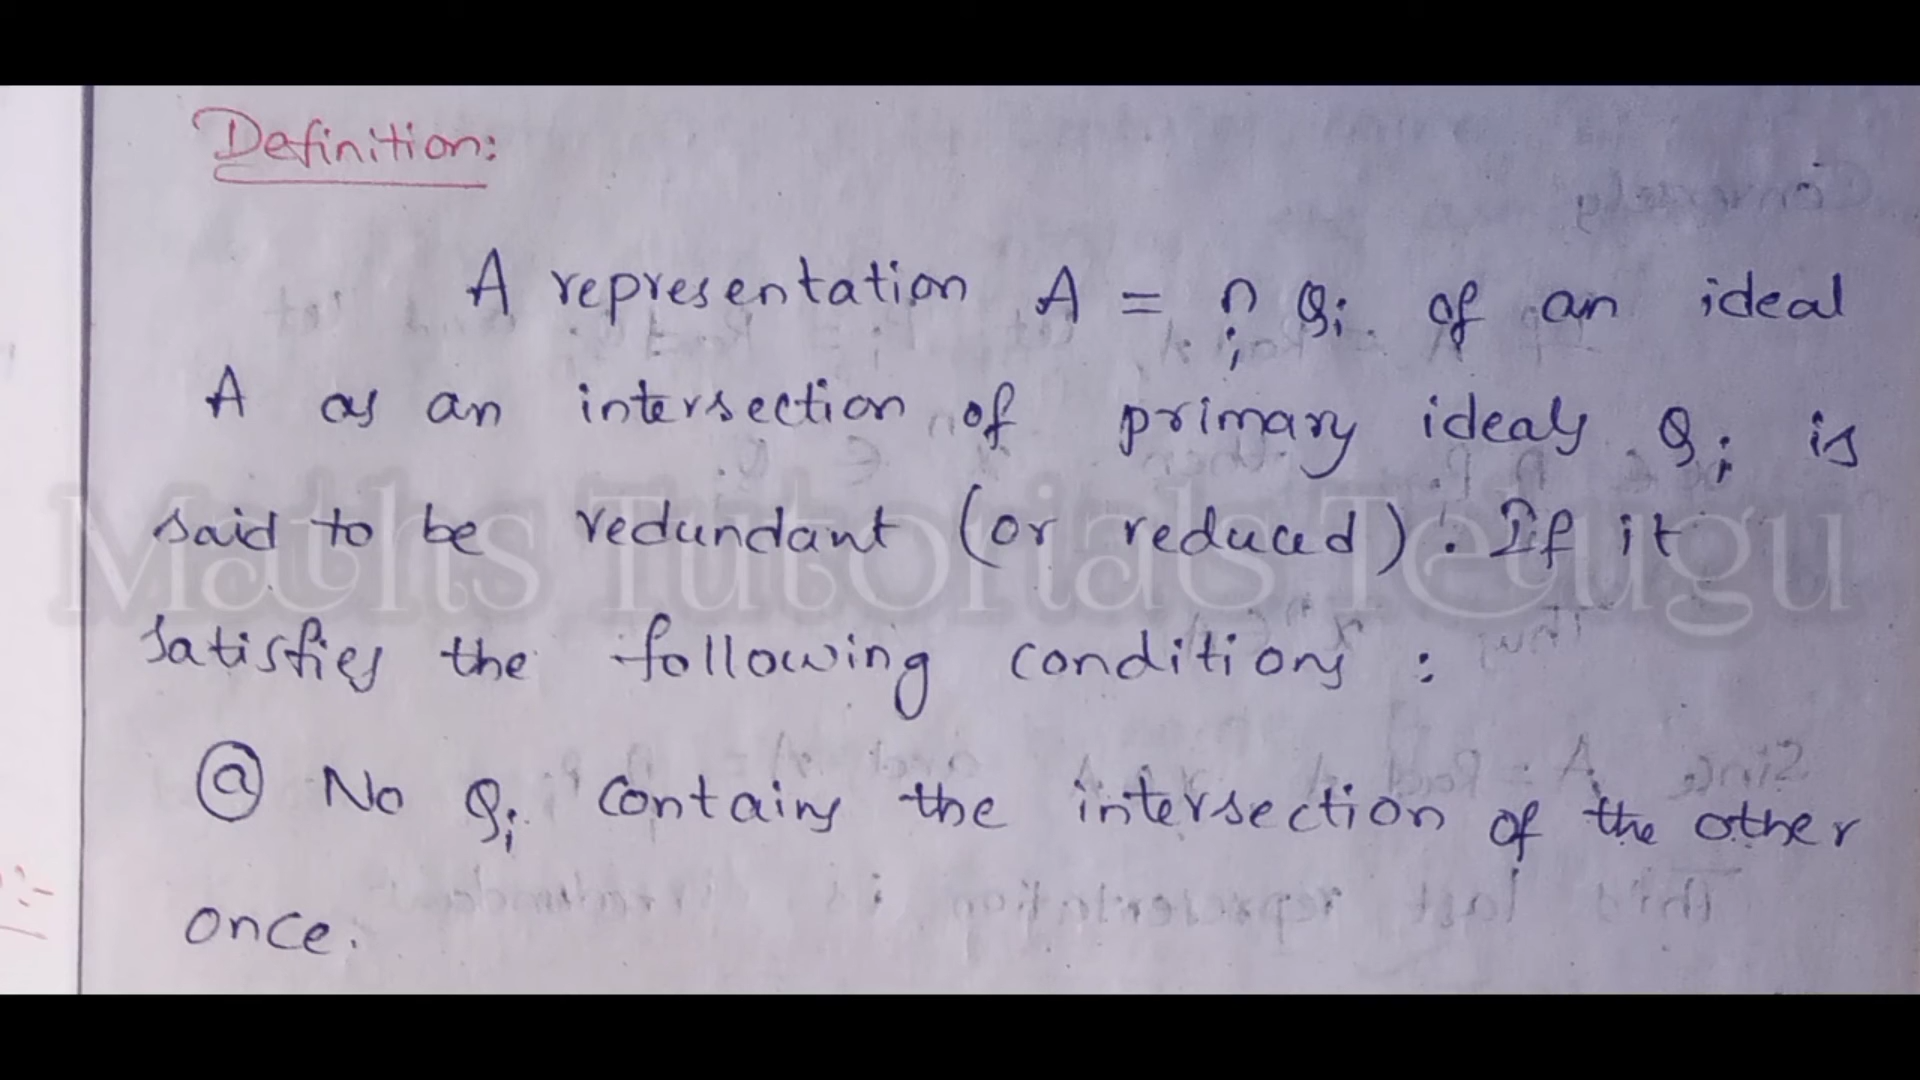 Definition:
A representation A = ∩ Qi of an ideal
i
A as an intersection of primary ideals Qi is
said to be redundant (or reduced). If it
Maths Tutorials Telugu
satisfies the following conditions :
ⓐ No Qi contains the intersection of the other
once.